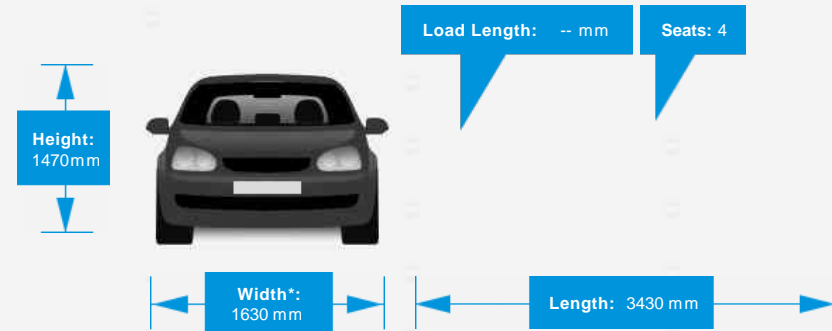 Load Length: -- mm
Seats: 4
Height:
1470mm
Width*:
1630 mm
Length: 3430 mm